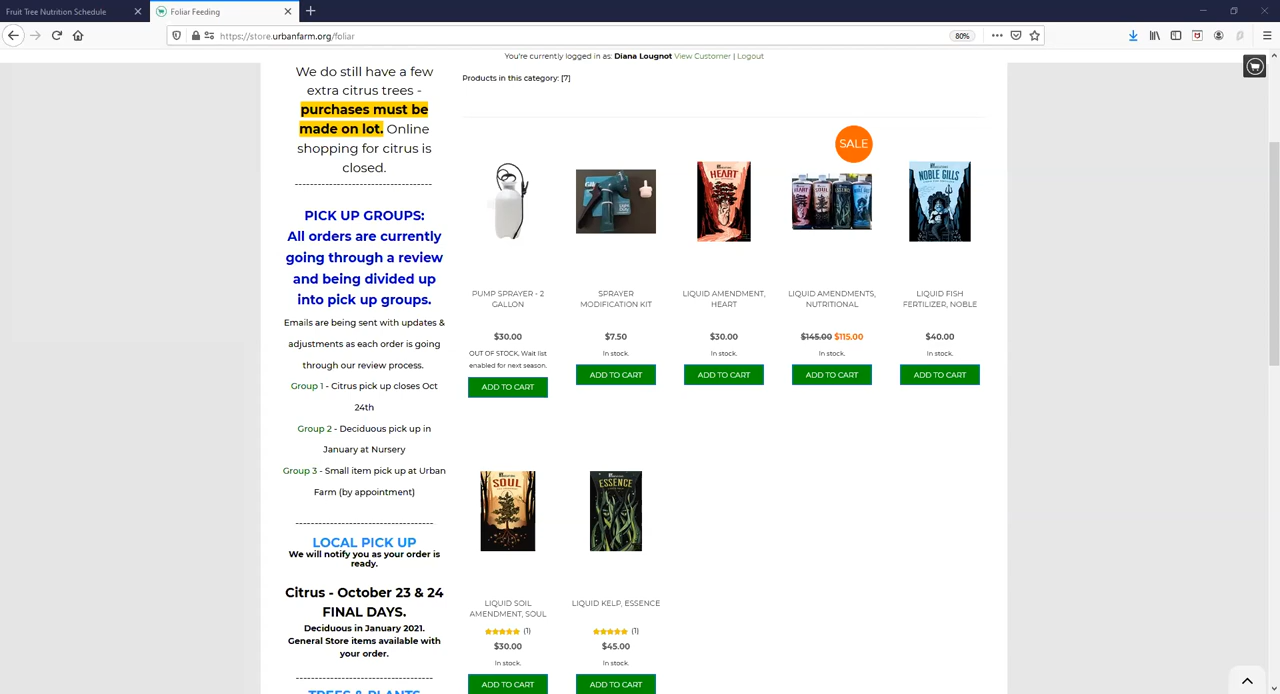 Fruit Tree Nutrition Schedule
Foliar Feeding
https://store.urbanfarm.org/foliar
80%
You're currently logged in as: Diana Lougnot View Customer | Logout
Products in this category: [7]
We do still have a few
extra citrus trees -
purchases must be
made on lot. Online
shopping for citrus is
closed.
----------------------------------
PICK UP GROUPS:
All orders are currently
going through a review
and being divided up
into pick up groups.
Emails are being sent with updates &
adjustments as each order is going
through our review process.
Group 1 - Citrus pick up closes Oct
24th
Group 2 - Deciduous pick up in
January at Nursery
Group 3 - Small item pick up at Urban
Farm (by appointment)
----------------------------------
LOCAL PICK UP
We will notify you as your order is
ready.
Citrus - October 23 & 24
FINAL DAYS.
Deciduous in January 2021.
General Store items available with
your order.
----------------------------------
TREES & PLANTS
PUMP SPRAYER - 2
GALLON
$30.00
OUT OF STOCK. Wait list
enabled for next season.
ADD TO CART
SPRAYER
MODIFICATION KIT
$7.50
In stock.
ADD TO CART
HEART
LIQUID AMENDMENT,
HEART
$30.00
In stock.
ADD TO CART
SALE
HEART SOUL ESSENCE
LIQUID AMENDMENTS,
NUTRITIONAL
$145.00 $115.00
In stock.
ADD TO CART
NOBLE GILLS
LIQUID FISH
FERTILIZER, NOBLE
$40.00
In stock.
ADD TO CART
SOUL
LIQUID SOIL
AMENDMENT, SOUL
(1)
$30.00
In stock.
ADD TO CART
ESSENCE
LIQUID KELP, ESSENCE
(1)
$45.00
In stock.
ADD TO CART